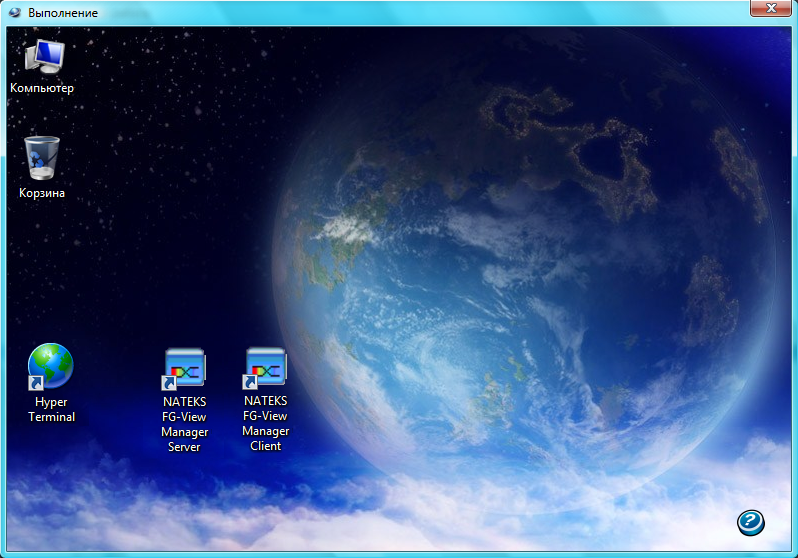 Выполнение
Компьютер
Корзина
Hyper
Terminal
NATEKS
FG-View
Manager
Server
NATEKS
FG-View
Manager
Client
?